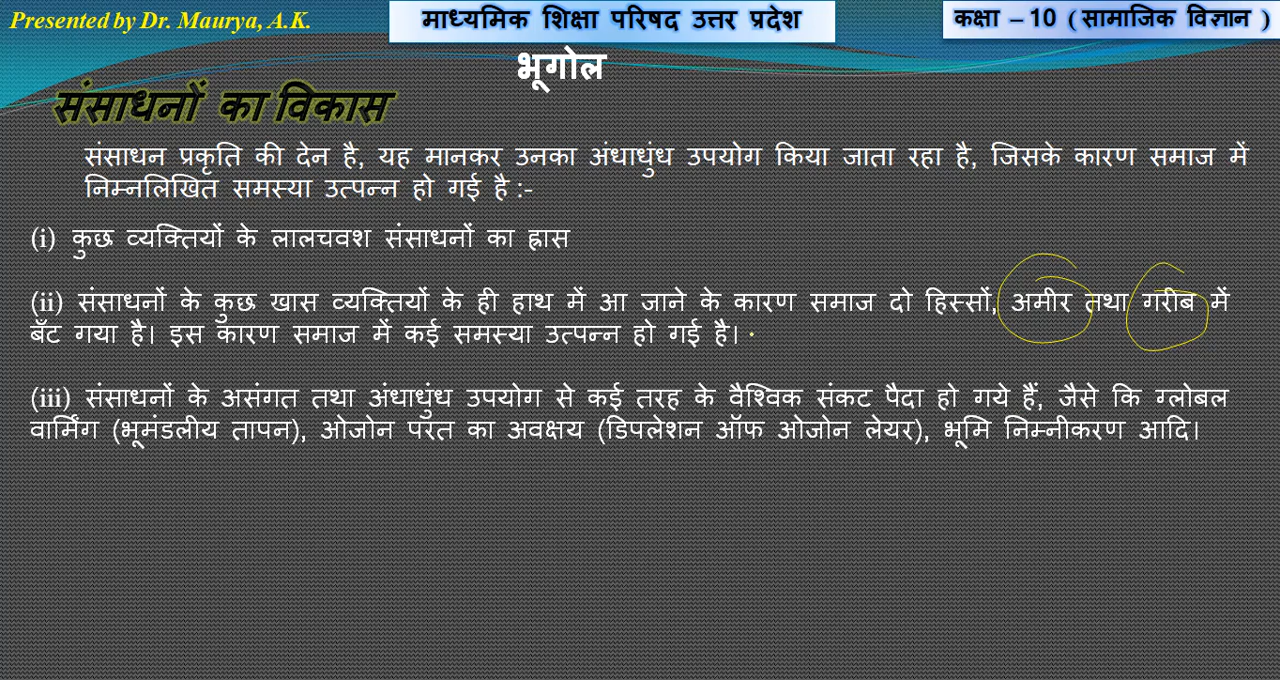 Presented by Dr. Maurya, A.K.
माध्यमिक शिक्षा परिषद उत्तर प्रदेश
कक्षा – 10 ( सामाजिक विज्ञान )
भूगोल
संसाधनों का विकास
संसाधन प्रकृति की देन है, यह मानकर उनका अंधाधुंध उपयोग किया जाता रहा है, जिसके कारण समाज में
निम्नलिखित समस्या उत्पन्न हो गई है :-
(i) कुछ व्यक्तियों के लालचवश संसाधनों का ह्रास
(ii) संसाधनों के कुछ खास व्यक्तियों के ही हाथ में आ जाने के कारण समाज दो हिस्सों, अमीर तथा गरीब में
बँट गया है। इस कारण समाज में कई समस्या उत्पन्न हो गई है।
(iii) संसाधनों के असंगत तथा अंधाधुंध उपयोग से कई तरह के वैश्विक संकट पैदा हो गये हैं, जैसे कि ग्लोबल
वार्मिंग (भूमंडलीय तापन), ओजोन परत का अवक्षय (डिपलेशन ऑफ ओजोन लेयर), भूमि निम्नीकरण आदि।